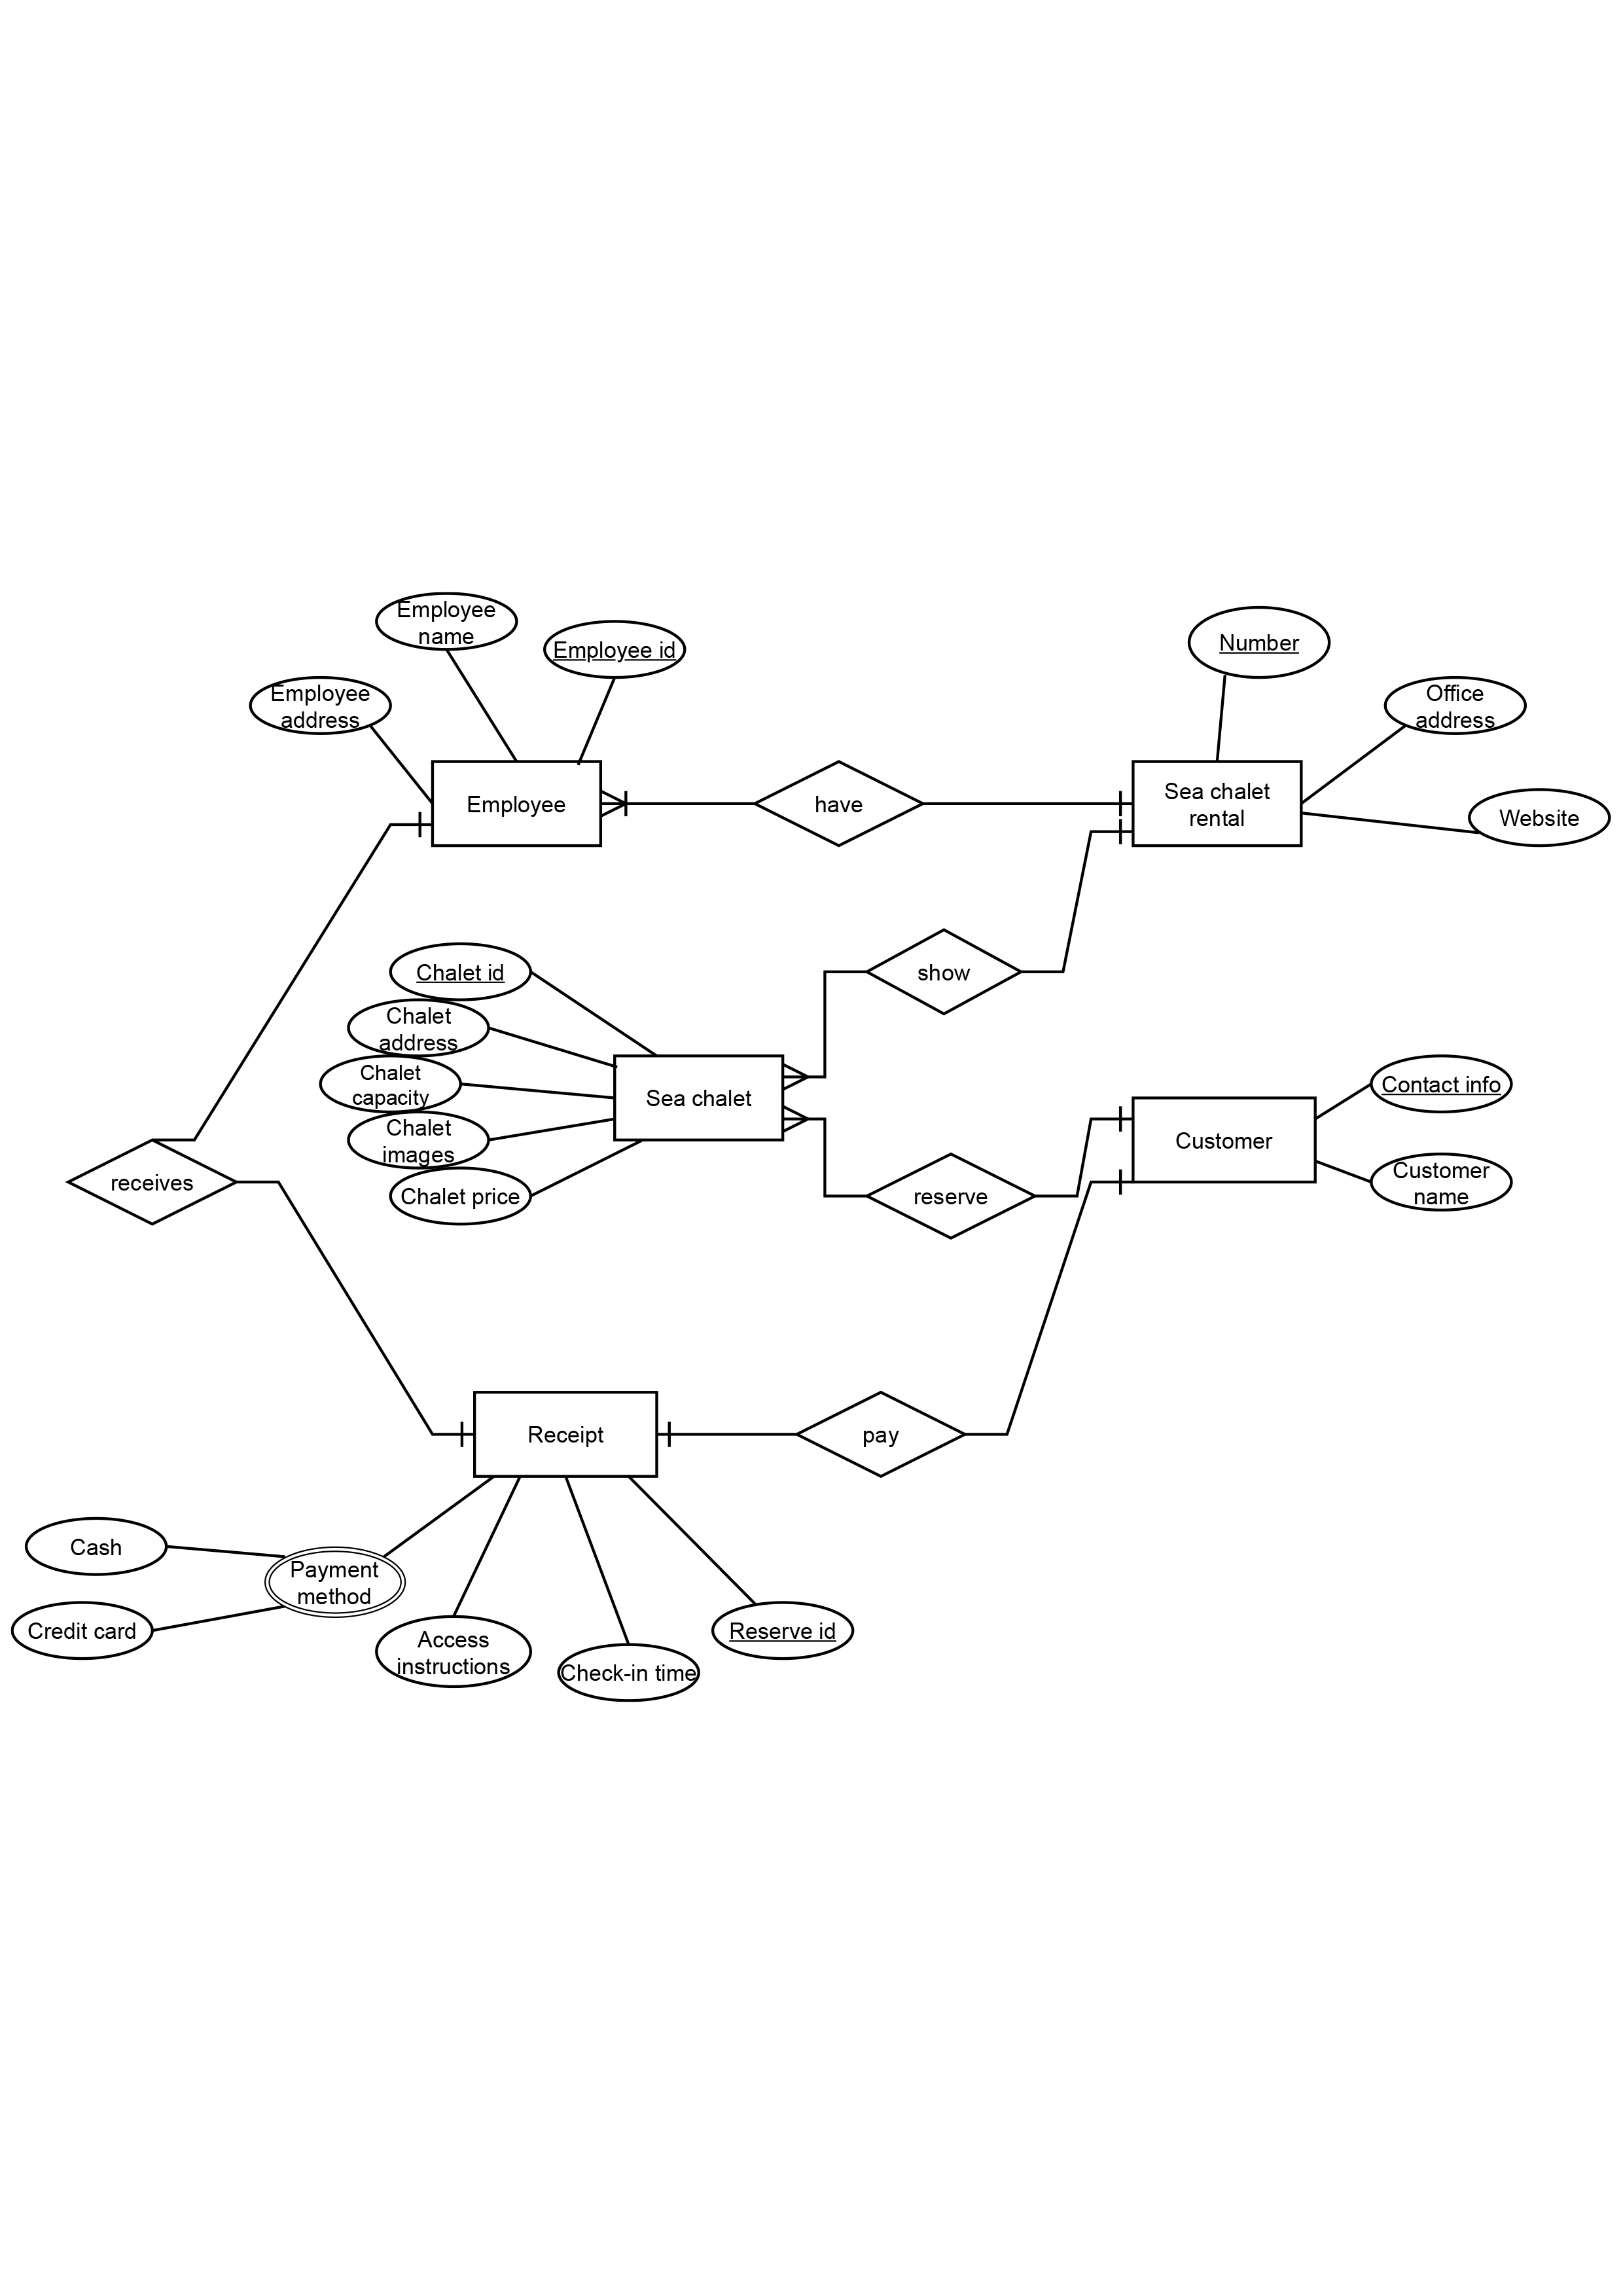 Employee
name
Employee id
Number
Employee
address
Office
address
Employee
have
Sea chalet
rental
Website
Chalet id
show
Chalet
address
Chalet
capacity
Sea chalet
Contact info
Chalet
images
Customer
receives
Chalet price
reserve
Customer
name
Receipt
pay
Cash
Payment
method
Credit card
Access
instructions
Check-in time
Reserve id